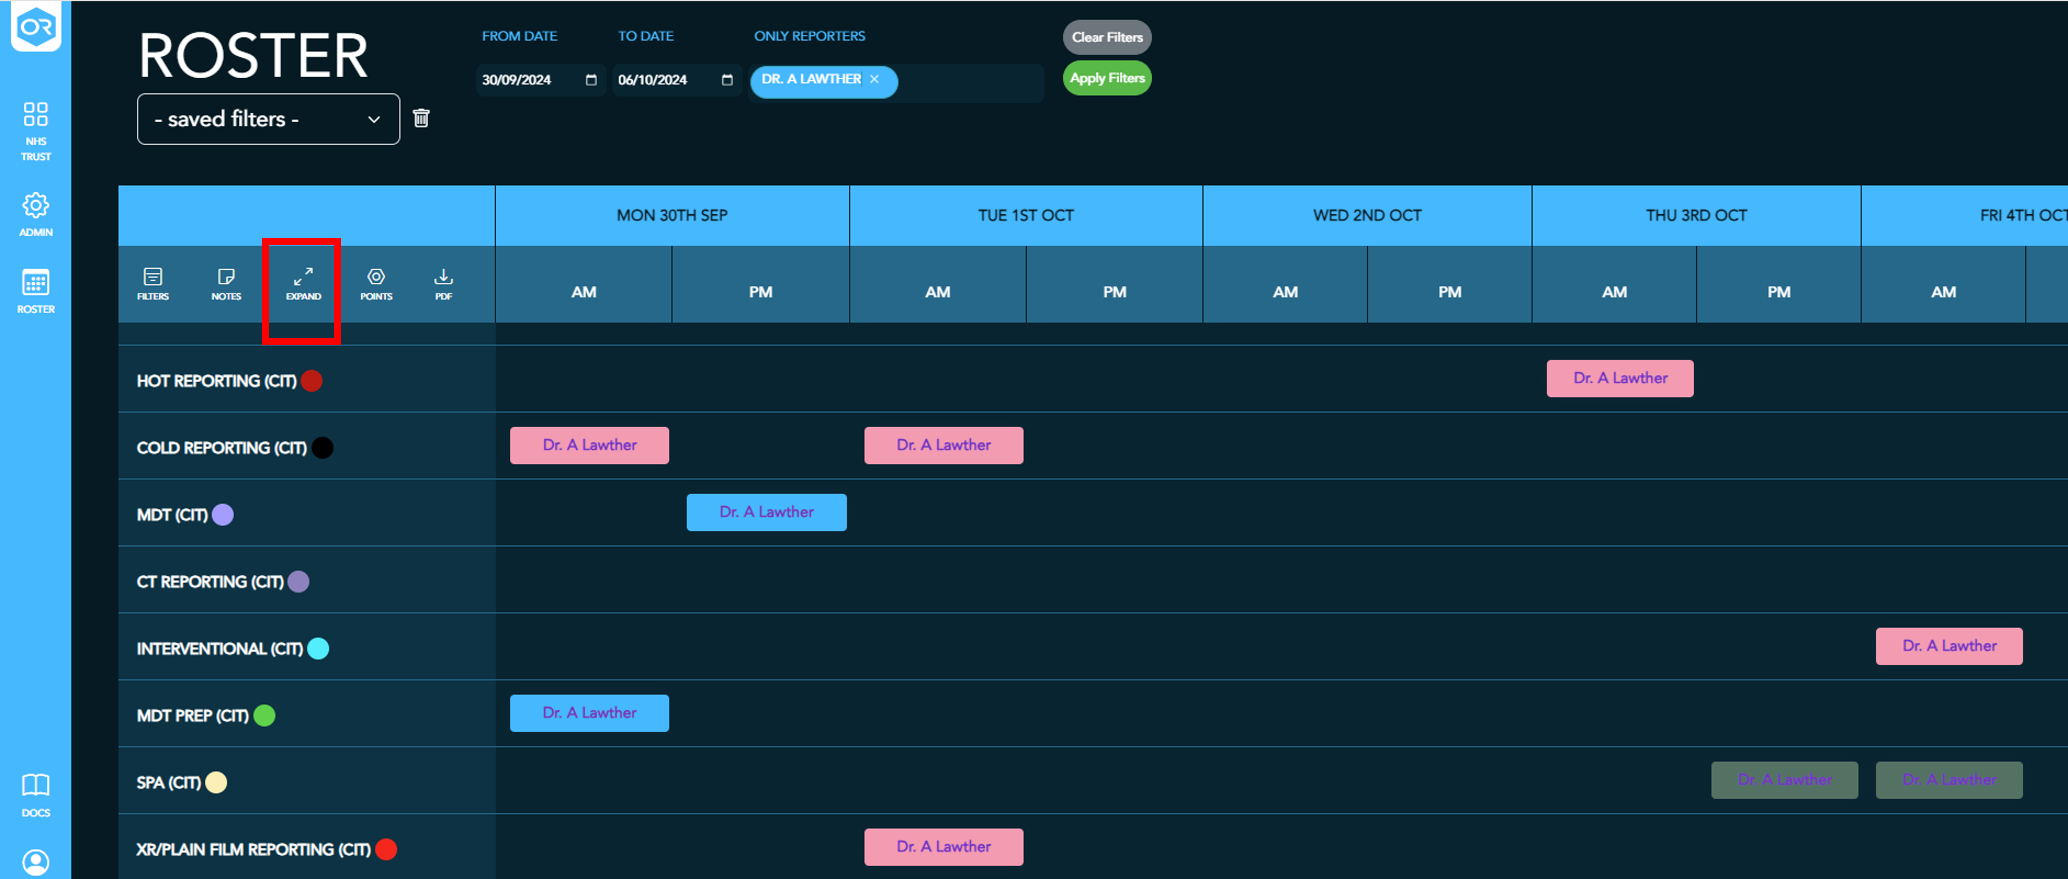 OR
ROSTER
FROM DATE TO DATE ONLY REPORTERS
30/09/2024 06/10/2024 DR. A LAWTHER ×
Clear Filters
Apply Filters
- saved filters -
NHS
TRUST
ADMIN
ROSTER
DOCS
MON 30TH SEP TUE 1ST OCT WED 2ND OCT THU 3RD OCT FRI 4TH OCT
FILTERS NOTES EXPAND POINTS PDF
AM PM AM PM AM PM AM PM AM
HOT REPORTING (CIT) Dr. A Lawther
COLD REPORTING (CIT) Dr. A Lawther Dr. A Lawther
MDT (CIT) Dr. A Lawther
CT REPORTING (CIT)
INTERVENTIONAL (CIT) Dr. A Lawther
MDT PREP (CIT) Dr. A Lawther
SPA (CIT) Dr. A Lawther Dr. A Lawther
XR/PLAIN FILM REPORTING (CIT) Dr. A Lawther